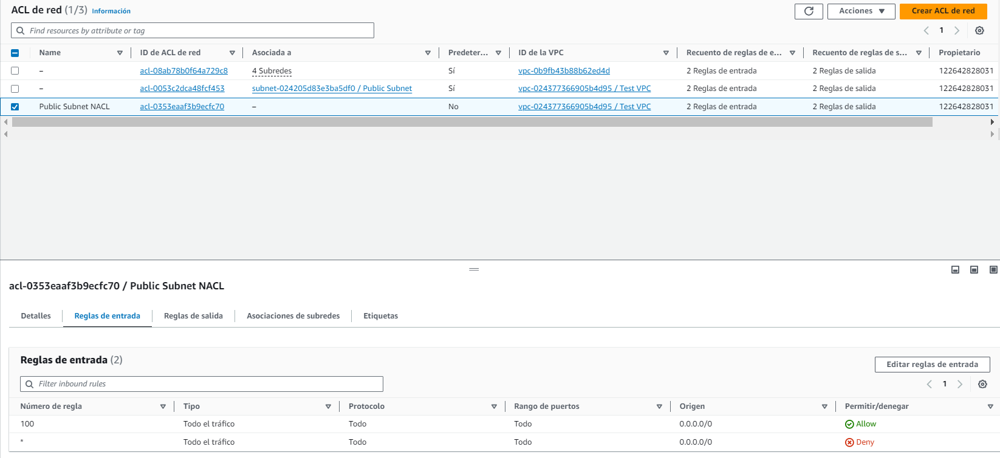 ACL de red (1/3) Información
Acciones Crear ACL de red
Find resources by attribute or tag
1
Name ID de ACL de red Asociada a Predeter... ID de la VPC Recuento de reglas de e... Recuento de reglas de s... Propietario
– acl-08ab78b0f64a729c8 4 Subredes Sí vpc-0b9fb43b88b62ed4d 2 Reglas de entrada 2 Reglas de salida 122642828031
– acl-0053c2dca48fcf453 subnet-024205d83e3ba5df0 / Public Subnet Sí vpc-024377366905b4d95 / Test VPC 2 Reglas de entrada 2 Reglas de salida 122642828031
Public Subnet NACL acl-0353eaaf3b9ecfc70 – No vpc-024377366905b4d95 / Test VPC 2 Reglas de entrada 2 Reglas de salida 122642828031
acl-0353eaaf3b9ecfc70 / Public Subnet NACL
Detalles Reglas de entrada Reglas de salida Asociaciones de subredes Etiquetas
Reglas de entrada (2)
Editar reglas de entrada
Filter inbound rules
1
Número de regla Tipo Protocolo Rango de puertos Origen Permitir/denegar
100 Todo el tráfico Todo Todo 0.0.0.0/0 Allow
* Todo el tráfico Todo Todo 0.0.0.0/0 Deny